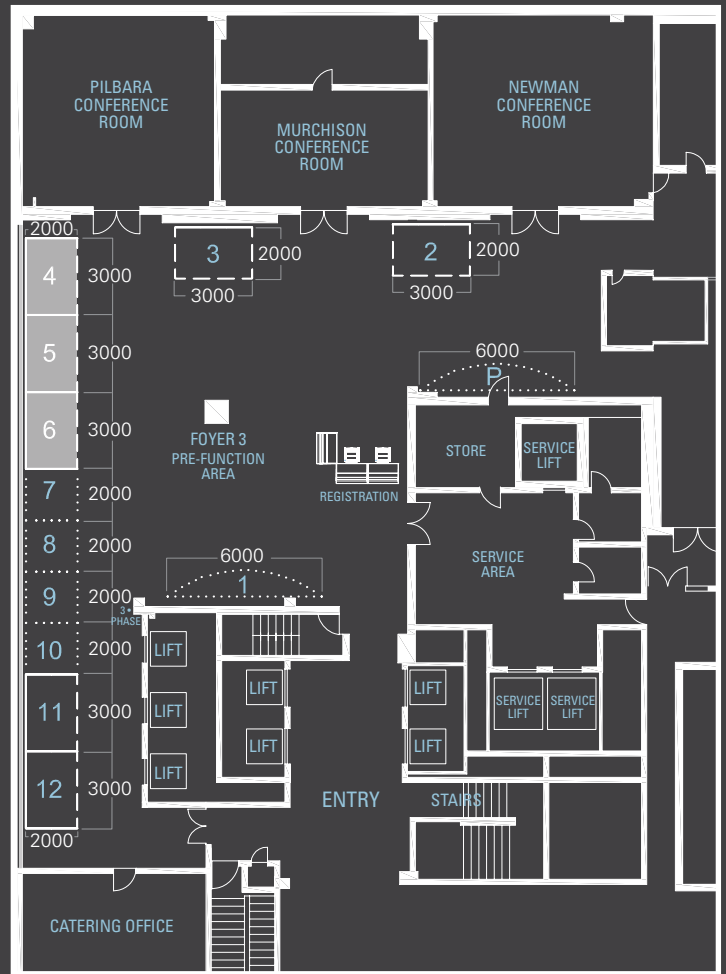 PILBARA
CONFERENCE
ROOM
MURCHISON
CONFERENCE
ROOM
NEWMAN
CONFERENCE
ROOM
2000
4
3000
3
2000
3000
2
2000
3000
5
3000
6
3000
6000
P
FOYER 3
PRE-FUNCTION
AREA
REGISTRATION
STORE
SERVICE
LIFT
7
2000
8
2000
9
2000
10
2000
3
PHASE
6000
1
SERVICE
AREA
LIFT
LIFT
LIFT
LIFT
LIFT
LIFT
LIFT
SERVICE
LIFT
SERVICE
LIFT
11
3000
12
3000
2000
ENTRY
STAIRS
CATERING OFFICE